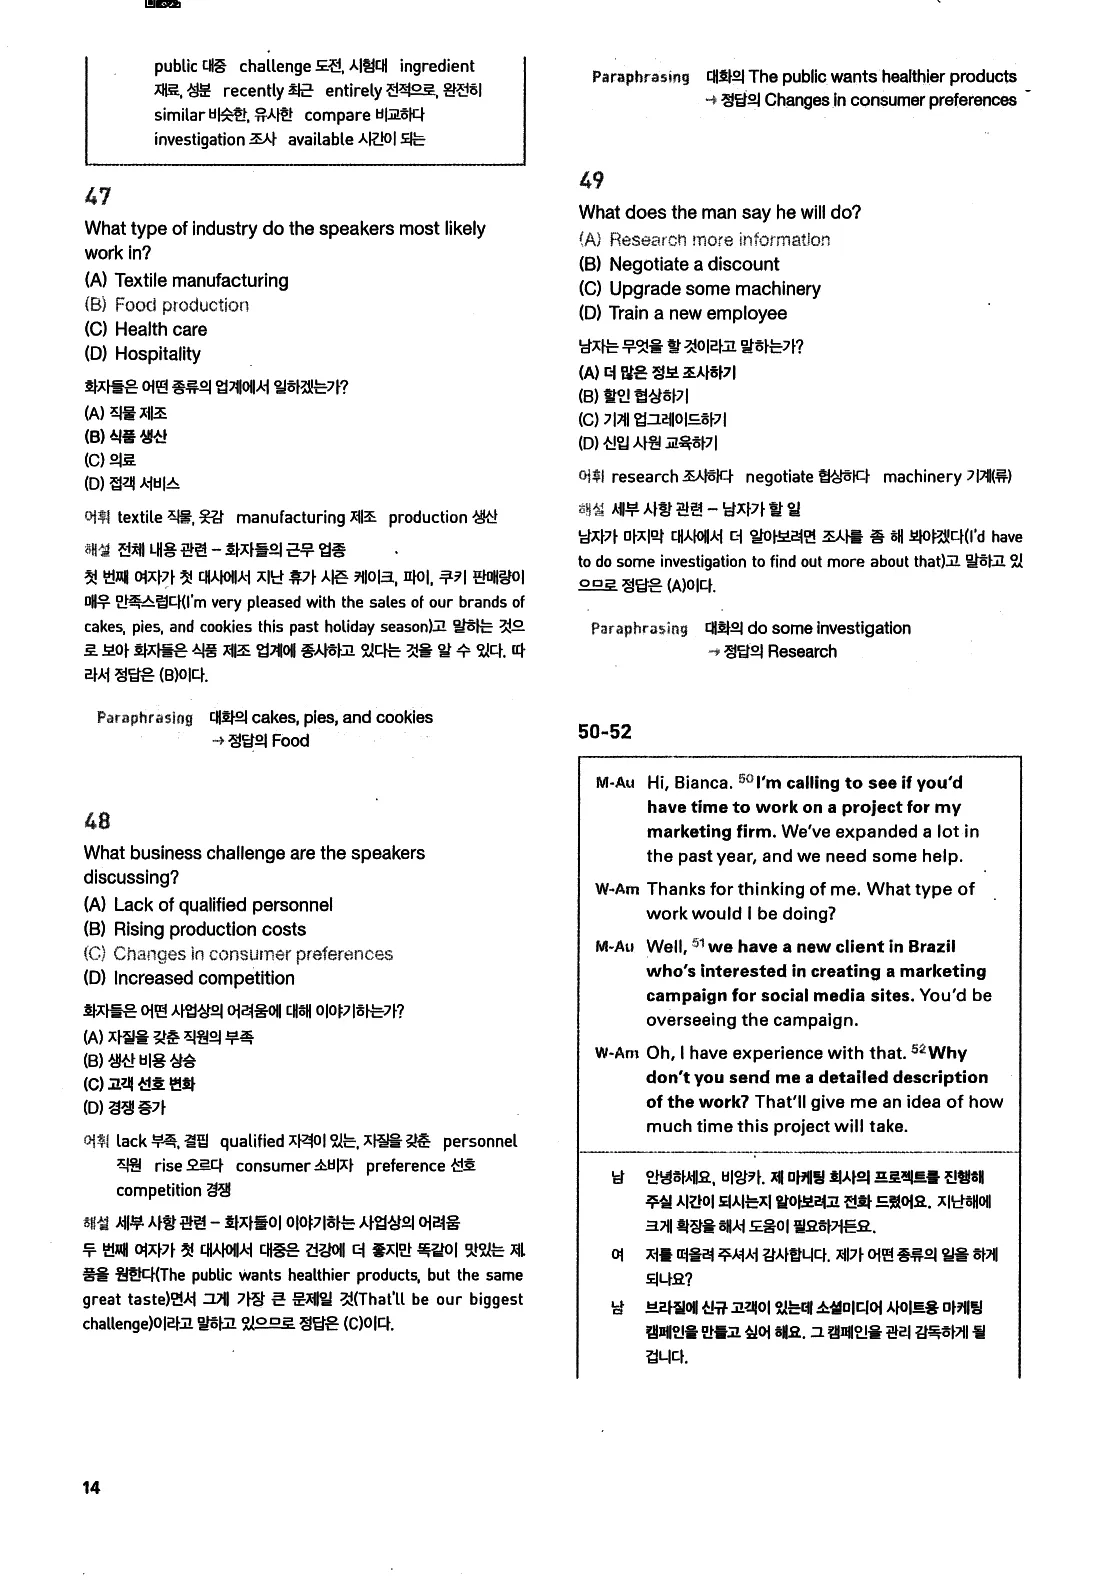 public 대중 challenge 도전, 시험대 ingredient
재료, 성분 recently 최근 entirely 전적으로, 완전히
similar 비슷한, 유사한 compare 비교하다
investigation 조사 available 시간이 되는
47
What type of industry do the speakers most likely
work in?
(A) Textile manufacturing
(B) Food production
(C) Health care
(D) Hospitality
화자들은 어떤 종류의 업계에서 일하겠는가?
(A) 직물 제조
(B) 식품 생산
(C) 의료
(D) 접객 서비스
어휘 textile 직물, 옷감 manufacturing 제조 production 생산
해설 전체 내용 관련 – 화자들의 근무 업종
첫 번째 여자가 첫 대사에서 지난 휴가 시즌 케이크, 파이, 쿠키 판매량이
매우 만족스럽다(I'm very pleased with the sales of our brands of
cakes, pies, and cookies this past holiday season)고 말하는 것으
로 보아 화자들은 식품 제조 업계에 종사하고 있다는 것을 알 수 있다. 따
라서 정답은 (B)이다.
Paraphrasing 대화의 cakes, pies, and cookies
→ 정답의 Food
48
What business challenge are the speakers
discussing?
(A) Lack of qualified personnel
(B) Rising production costs
(C) Changes in consumer preferences
(D) Increased competition
화자들은 어떤 사업상의 어려움에 대해 이야기하는가?
(A) 자질을 갖춘 직원의 부족
(B) 생산 비용 상승
(C) 고객 선호 변화
(D) 경쟁 증가
어휘 lack 부족, 결핍 qualified 자격이 있는, 자질을 갖춘 personnel
직원 rise 오르다 consumer 소비자 preference 선호
competition 경쟁
해설 세부 사항 관련 – 화자들이 이야기하는 사업상의 어려움
두 번째 여자가 첫 대사에서 대중은 건강에 더 좋지만 똑같이 맛있는 제
품을 원한다(The public wants healthier products, but the same
great taste)면서 그게 가장 큰 문제일 것(That'll be our biggest
challenge)이라고 말하고 있으므로 정답은 (C)이다.
14
Paraphrasing 대화의 The public wants healthier products
→ 정답의 Changes in consumer preferences
49
What does the man say he will do?
(A) Research more information
(B) Negotiate a discount
(C) Upgrade some machinery
(D) Train a new employee
남자는 무엇을 할 것이라고 말하는가?
(A) 더 많은 정보 조사하기
(B) 할인 협상하기
(C) 기계 업그레이드하기
(D) 신입 사원 교육하기
어휘 research 조사하다 negotiate 협상하다 machinery 기계(류)
해설 세부 사항 관련 – 남자가 할 일
남자가 마지막 대사에서 더 알아보려면 조사를 좀 해 봐야겠다(I'd have
to do some investigation to find out more about that)고 말하고 있
으므로 정답은 (A)이다.
Paraphrasing 대화의 do some investigation
→ 정답의 Research
50-52
M-Au Hi, Bianca. 50 I'm calling to see if you'd
have time to work on a project for my
marketing firm. We've expanded a lot in
the past year, and we need some help.
W-Am Thanks for thinking of me. What type of
work would I be doing?
M-Au Well, 51 we have a new client in Brazil
who's interested in creating a marketing
campaign for social media sites. You'd be
overseeing the campaign.
W-Am Oh, I have experience with that. 52 Why
don't you send me a detailed description
of the work? That'll give me an idea of how
much time this project will take.
남 안녕하세요, 비앙카. 제 마케팅 회사의 프로젝트를 진행해
주실 시간이 되시는지 알아보려고 전화 드렸어요. 지난해에
크게 확장을 해서 도움이 필요하거든요.
여 저를 떠올려 주셔서 감사합니다. 제가 어떤 종류의 일을 하게
되나요?
남 브라질에 신규 고객이 있는데 소셜미디어 사이트용 마케팅
캠페인을 만들고 싶어 해요. 그 캠페인을 관리 감독하게 될
겁니다.